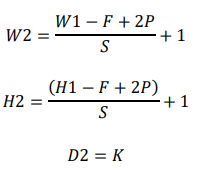 W2 = (W1 − F + 2P)/S + 1
H2 = ((H1 − F + 2P))/S + 1
D2 = K